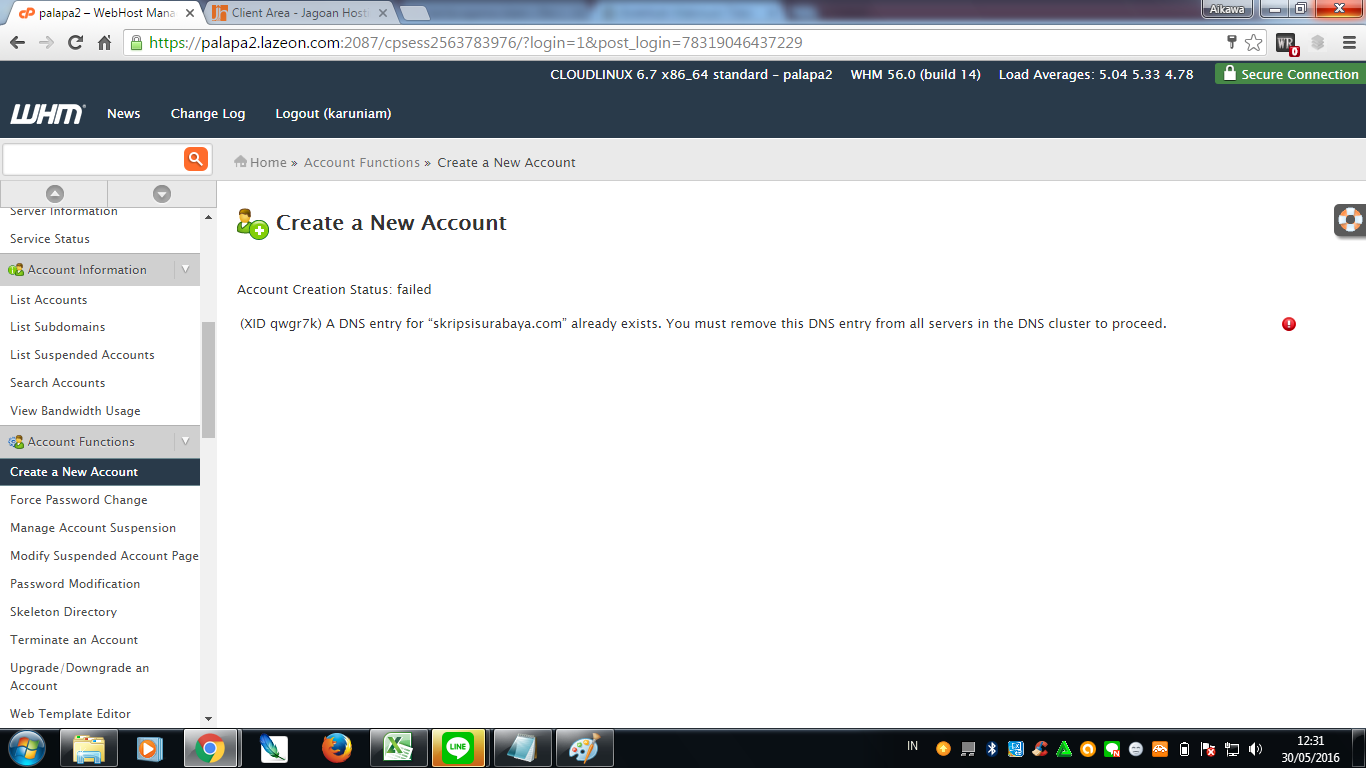 palapa2 – WebHost Mana
Client Area - Jagoan Hosti
Aikawa
https://palapa2.lazeon.com:2087/cpsess2563783976/?login=1&post_login=78319046437229
CLOUDLINUX 6.7 x86_64 standard – palapa2 WHM 56.0 (build 14) Load Averages: 5.04 5.33 4.78 Secure Connection
WHM News Change Log Logout (karuniam)
Home » Account Functions » Create a New Account
Server Information
Service Status
Account Information
List Accounts
List Subdomains
List Suspended Accounts
Search Accounts
View Bandwidth Usage
Account Functions
Create a New Account
Force Password Change
Manage Account Suspension
Modify Suspended Account Page
Password Modification
Skeleton Directory
Terminate an Account
Upgrade/Downgrade an
Account
Web Template Editor
Create a New Account
Account Creation Status: failed
(XID qwgr7k) A DNS entry for “skripsisurabaya.com” already exists. You must remove this DNS entry from all servers in the DNS cluster to proceed.
LINE
IN
12:31
30/05/2016